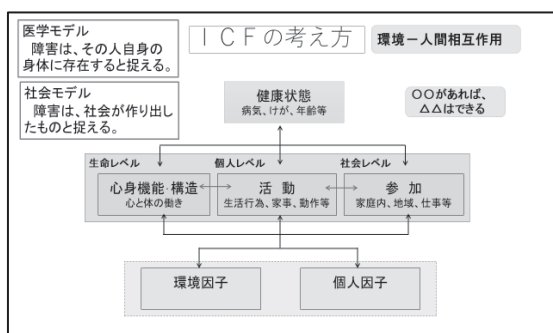 医学モデル
障害は、その人自身の
身体に存在すると捉える。
ICFの考え方
環境－人間相互作用
社会モデル
障害は、社会が作り出し
たものと捉える。
健康状態
病気、けが、年齢等
○○があれば、
△△はできる
生命レベル
個人レベル
社会レベル
心身機能・構造
心と体の働き
活動
生活行為、家事、動作等
参加
家庭内、地域、仕事等
環境因子
個人因子